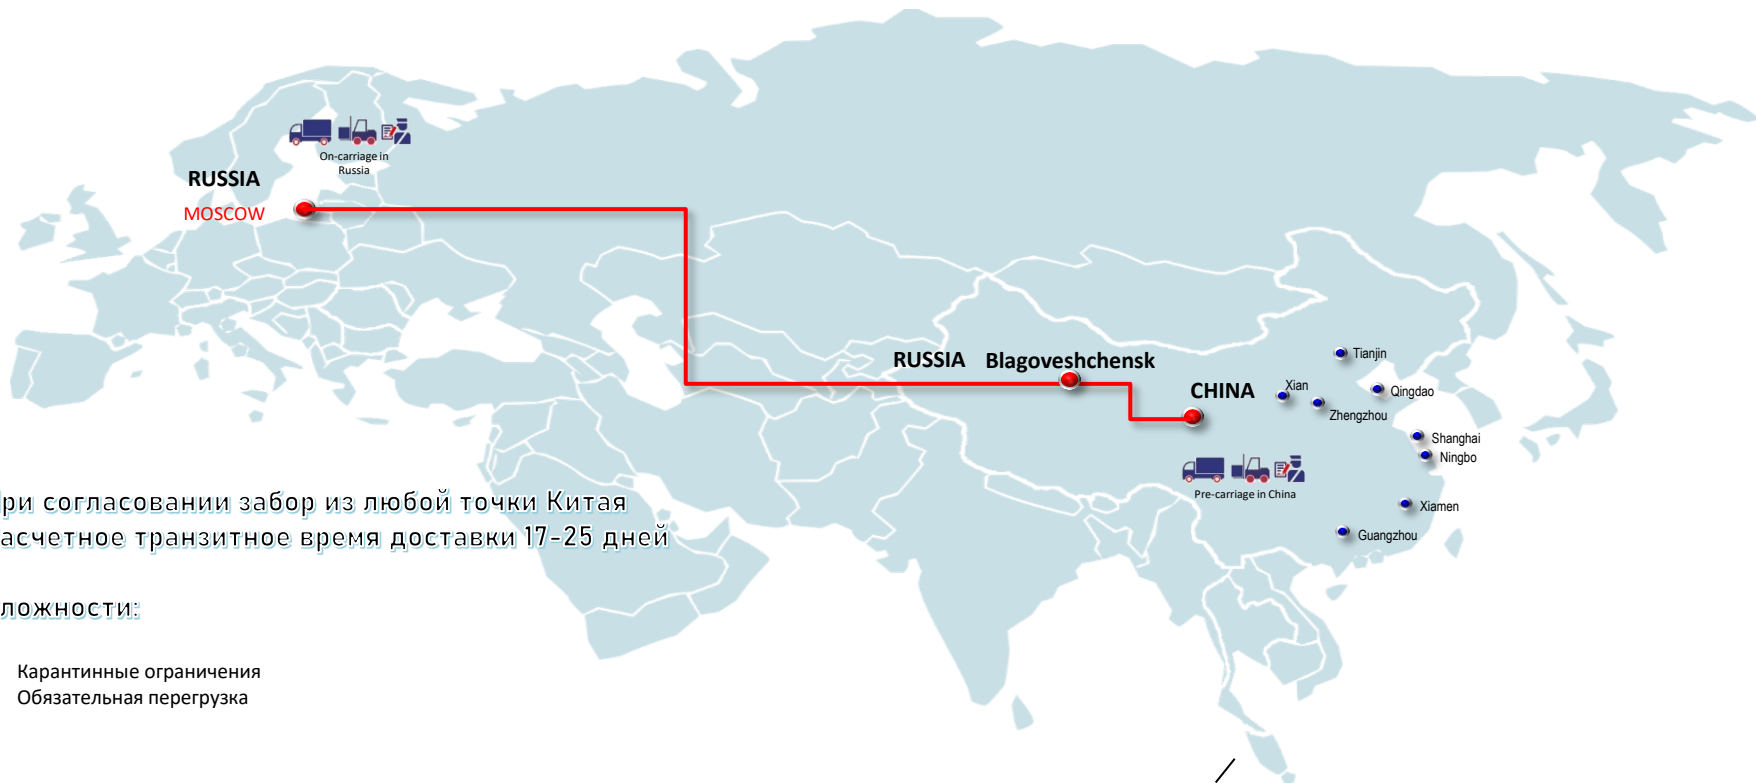 On-carriage in
Russia
RUSSIA
MOSCOW
RUSSIA Blagoveshchensk
CHINA
Tianjin
Xian
Qingdao
Zhengzhou
Shanghai
Ningbo
Pre-carriage in China
Xiamen
Guangzhou
ри согласовании забор из любой точки Китая
асчетное транзитное время доставки 17-25 дней
ложности:
Карантинные ограничения
Обязательная перегрузка